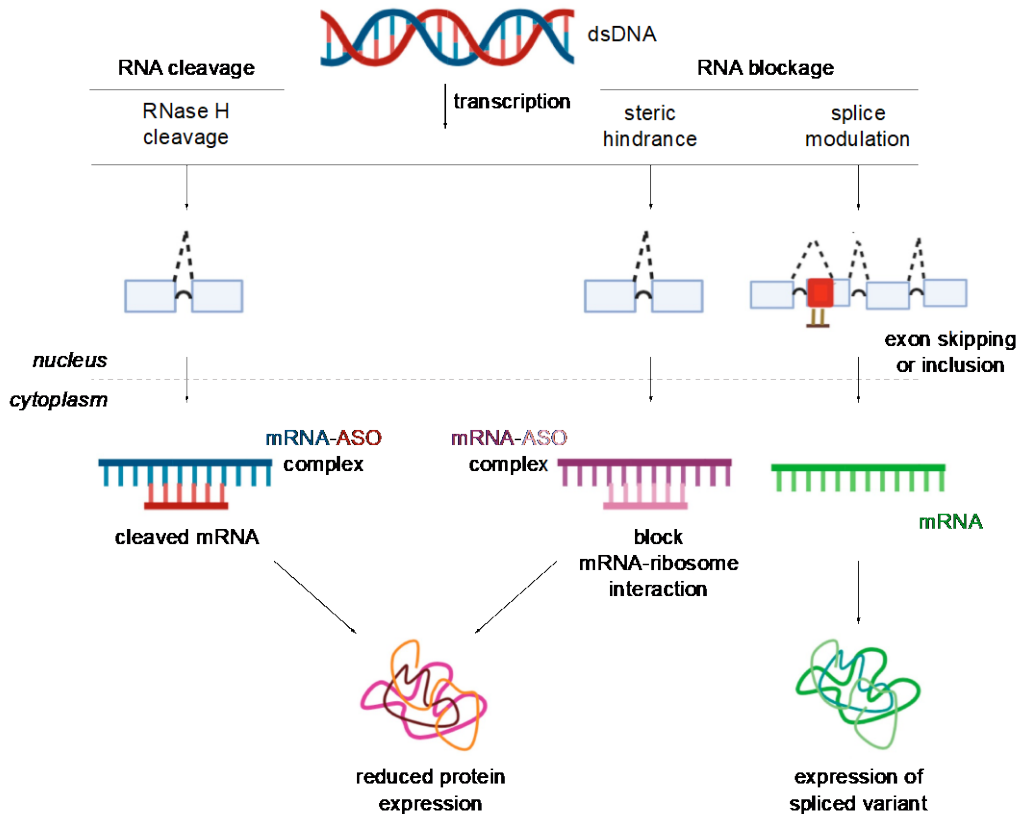 dsDNA
RNA cleavage
RNA blockage
transcription
RNase H
cleavage
steric
hindrance
splice
modulation
exon skipping
or inclusion
nucleus
cytoplasm
mRNA-ASO
complex
mRNA-ASO
complex
cleaved mRNA
block
mRNA-ribosome
interaction
mRNA
reduced protein
expression
expression of
spliced variant